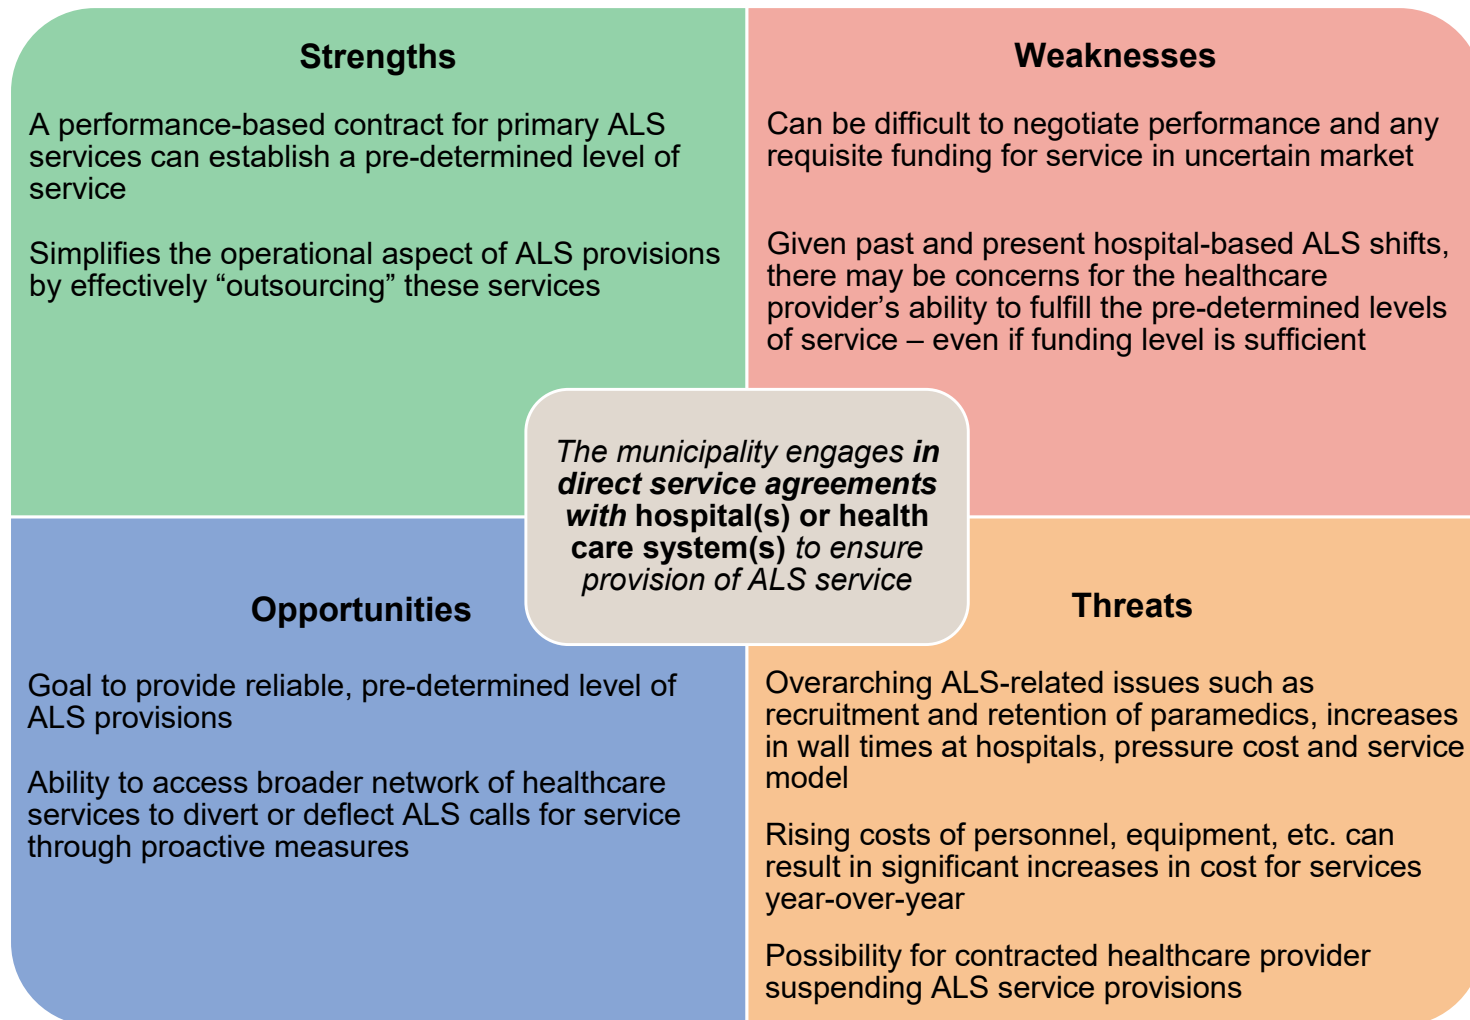 Strengths
A performance-based contract for primary ALS
services can establish a pre-determined level of
service
Simplifies the operational aspect of ALS provisions
by effectively “outsourcing” these services
Weaknesses
Can be difficult to negotiate performance and any
requisite funding for service in uncertain market
Given past and present hospital-based ALS shifts,
there may be concerns for the healthcare
provider’s ability to fulfill the pre-determined levels
of service – even if funding level is sufficient
The municipality engages in
direct service agreements
with hospital(s) or health
care system(s) to ensure
provision of ALS service
Opportunities
Goal to provide reliable, pre-determined level of
ALS provisions
Ability to access broader network of healthcare
services to divert or deflect ALS calls for service
through proactive measures
Threats
Overarching ALS-related issues such as
recruitment and retention of paramedics, increases
in wall times at hospitals, pressure cost and service
model
Rising costs of personnel, equipment, etc. can
result in significant increases in cost for services
year-over-year
Possibility for contracted healthcare provider
suspending ALS service provisions